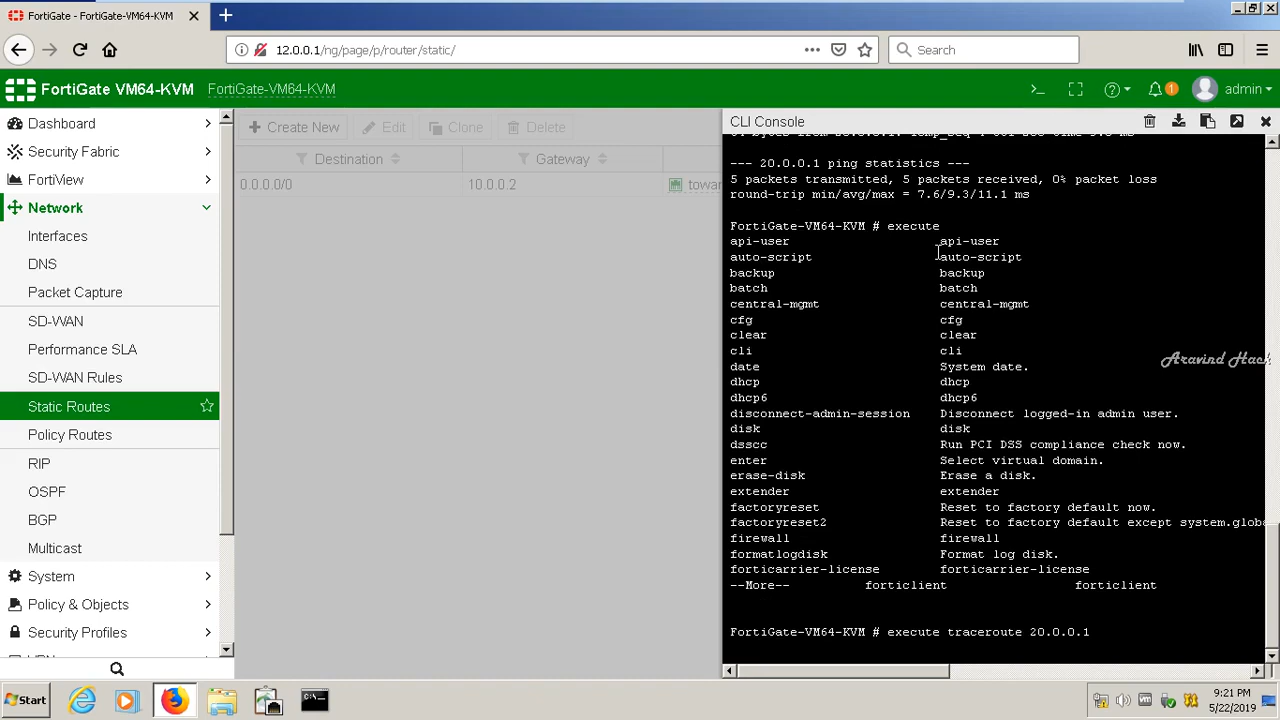 FortiGate - FortiGate VM64-KVM
12.0.0.1/ng/page/p/router/static/
Search
FortiGate VM64-KVM
FortiGate-VM64-KVM
1
admin
Dashboard
Security Fabric
FortiView
Network
Interfaces
DNS
Packet Capture
SD-WAN
Performance SLA
SD-WAN Rules
Static Routes
Policy Routes
RIP
OSPF
BGP
Multicast
System
Policy & Objects
Security Profiles
Create New Edit Clone Delete
Destination Gateway
0.0.0.0/0 10.0.0.2 towar
CLI Console
--- 20.0.0.1 ping statistics ---
5 packets transmitted, 5 packets received, 0% packet loss
round-trip min/avg/max = 7.6/9.3/11.1 ms
FortiGate-VM64-KVM # execute
api-user api-user
auto-script auto-script
backup backup
batch batch
central-mgmt central-mgmt
cfg cfg
clear clear
cli cli
date System date.
dhcp dhcp
dhcp6 dhcp6
disconnect-admin-session Disconnect logged-in admin user.
disk disk
dsscc Run PCI DSS compliance check now.
enter Select virtual domain.
erase-disk Erase a disk.
extender extender
factoryreset Reset to factory default now.
factoryreset2 Reset to factory default except system.globa
firewall firewall
formatlogdisk Format log disk.
forticarrier-license forticarrier-license
--More-- forticlient forticlient
FortiGate-VM64-KVM # execute traceroute 20.0.0.1
Aravind Hack
Start
9:21 PM
5/22/2019